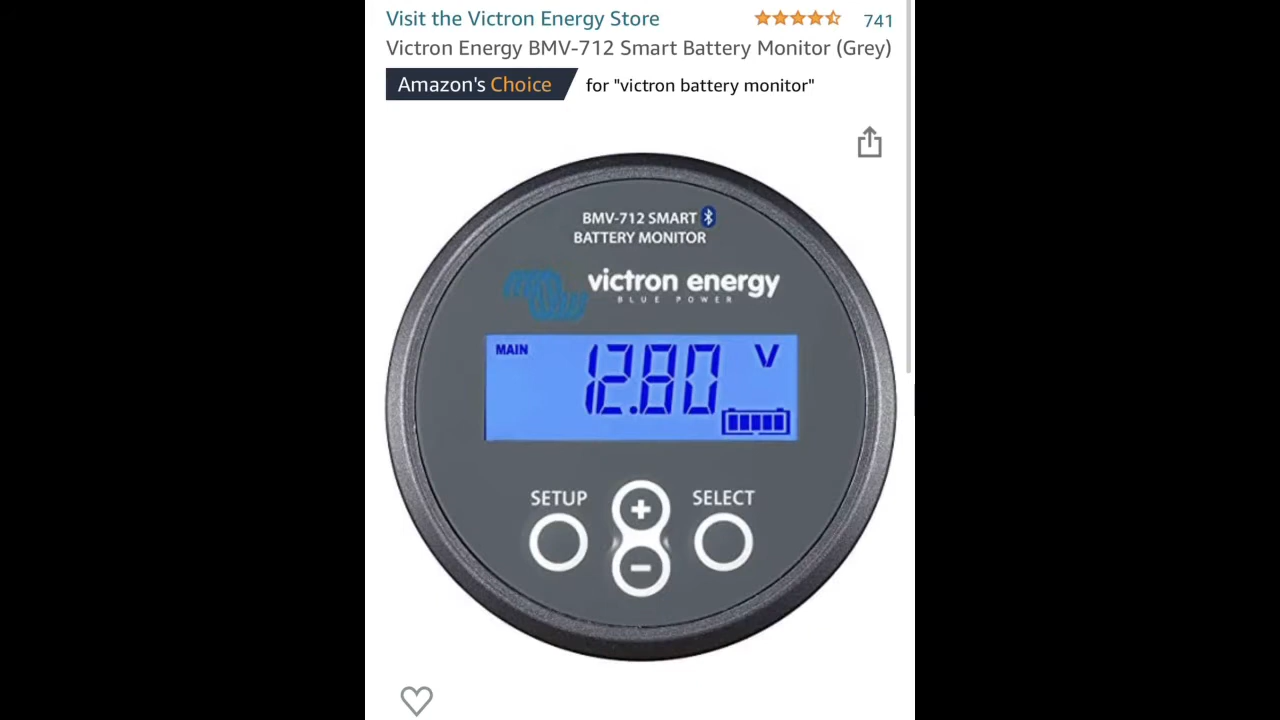 Visit the Victron Energy Store 741
Victron Energy BMV-712 Smart Battery Monitor (Grey)
Amazon's Choice for "victron battery monitor"
BMV-712 SMART
BATTERY MONITOR
victron energy
BLUE POWER
MAIN 12.80 V
SETUP + SELECT
−